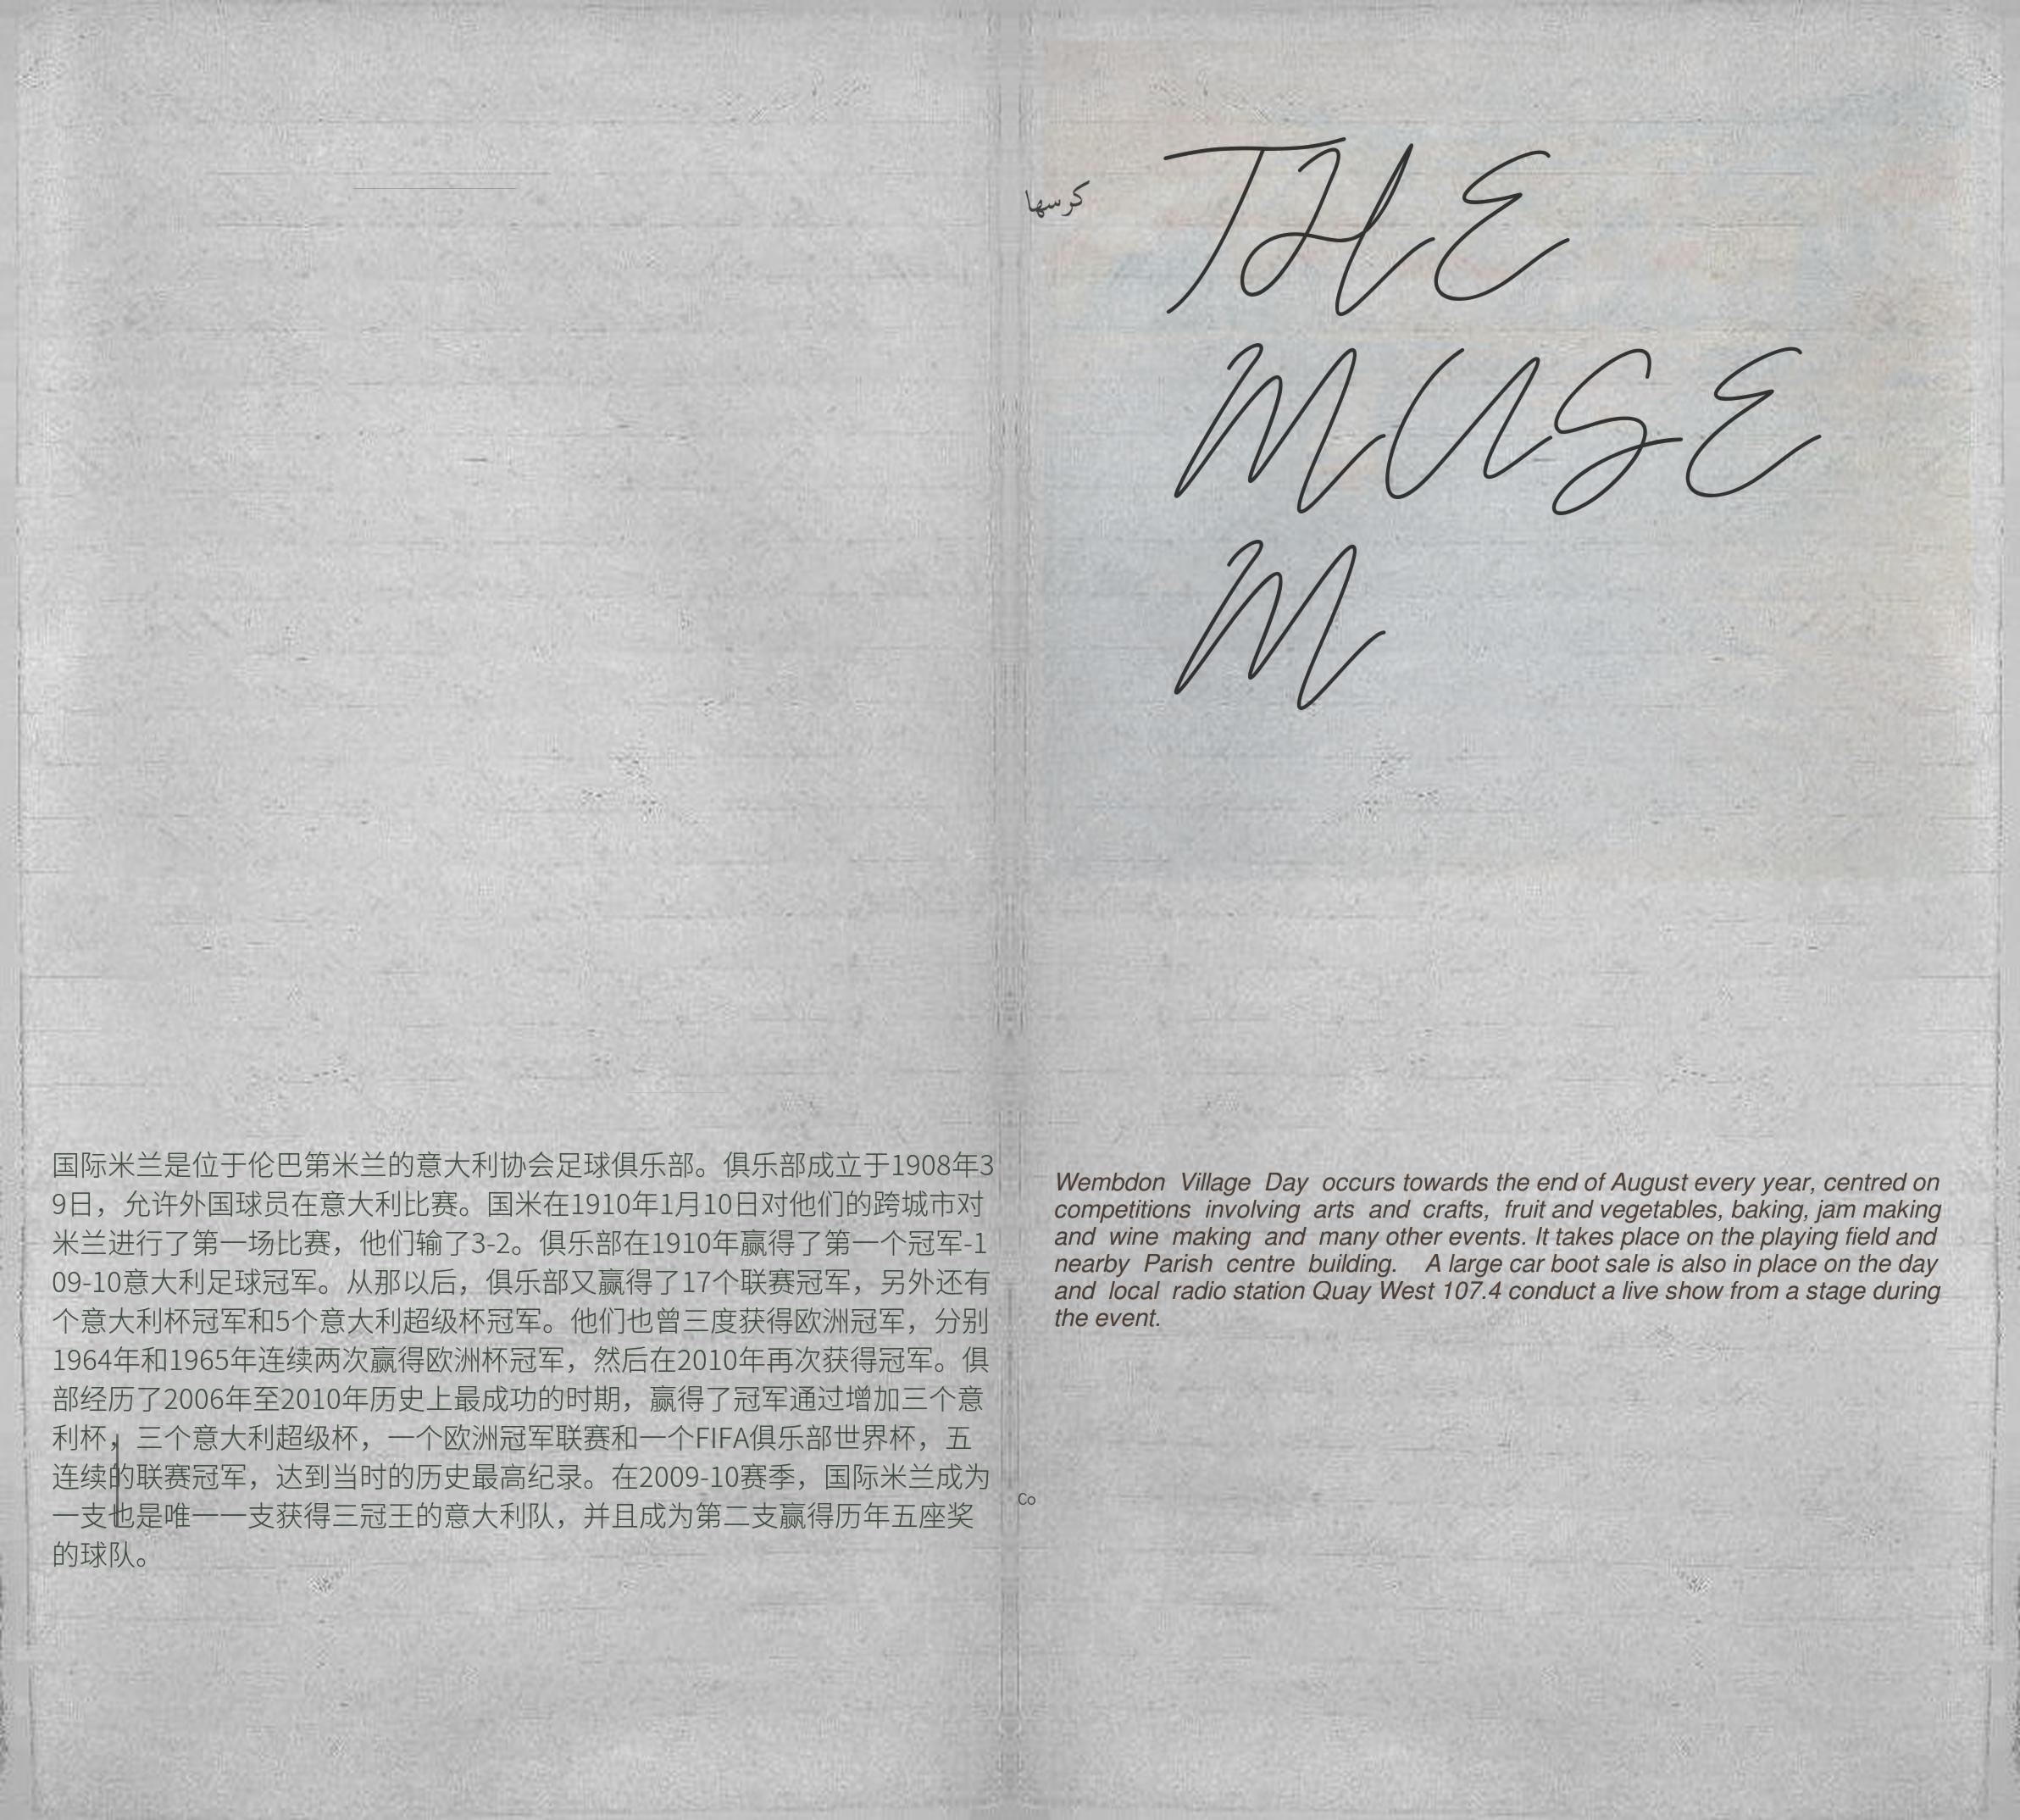 کرسها
THE
MUSE
M
国际米兰是位于伦巴第米兰的意大利协会足球俱乐部。俱乐部成立于1908年3
9日，允许外国球员在意大利比赛。国米在1910年1月10日对他们的跨城市对
米兰进行了第一场比赛，他们输了3-2。俱乐部在1910年赢得了第一个冠军-1
09-10意大利足球冠军。从那以后，俱乐部又赢得了17个联赛冠军，另外还有
个意大利杯冠军和5个意大利超级杯冠军。他们也曾三度获得欧洲冠军，分别
1964年和1965年连续两次赢得欧洲杯冠军，然后在2010年再次获得冠军。俱
部经历了2006年至2010年历史上最成功的时期，赢得了冠军通过增加三个意
利杯，三个意大利超级杯，一个欧洲冠军联赛和一个FIFA俱乐部世界杯，五
连续的联赛冠军，达到当时的历史最高纪录。在2009-10赛季，国际米兰成为
一支也是唯一一支获得三冠王的意大利队，并且成为第二支赢得历年五座奖
的球队。
Wembdon Village Day occurs towards the end of August every year, centred on
competitions involving arts and crafts, fruit and vegetables, baking, jam making
and wine making and many other events. It takes place on the playing field and
nearby Parish centre building. A large car boot sale is also in place on the day
and local radio station Quay West 107.4 conduct a live show from a stage during
the event.
Co